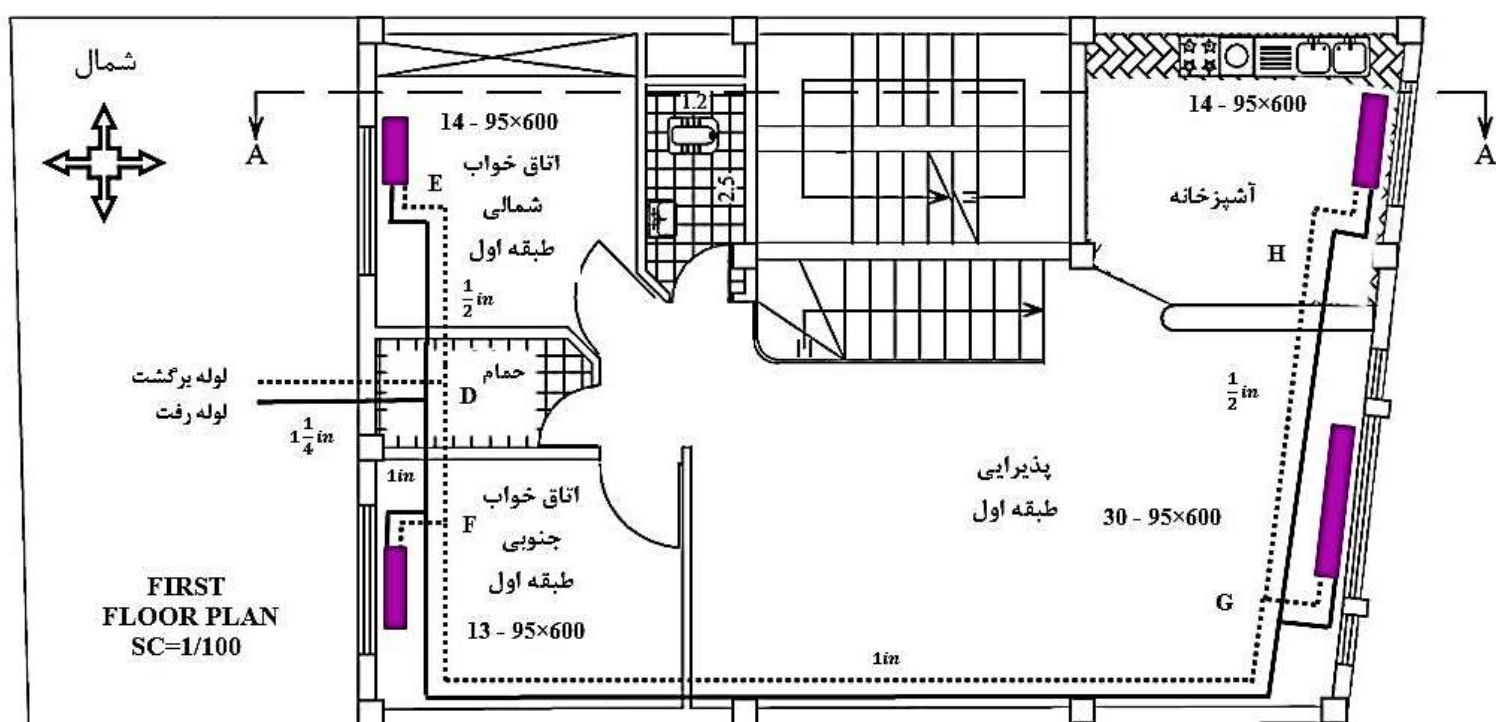 شمال
A
A
14 - 95×600
اتاق خواب
شمالی
طبقه اول
E
1.2
2.5
14 - 95×600
آشپزخانه
H
1/2 in
حمام
D
لوله برگشت
لوله رفت
1 1/4 in
1/2 in
1in
اتاق خواب
جنوبی
طبقه اول
F
13 - 95×600
پذیرایی
طبقه اول
30 - 95×600
G
1in
FIRST
FLOOR PLAN
SC=1/100